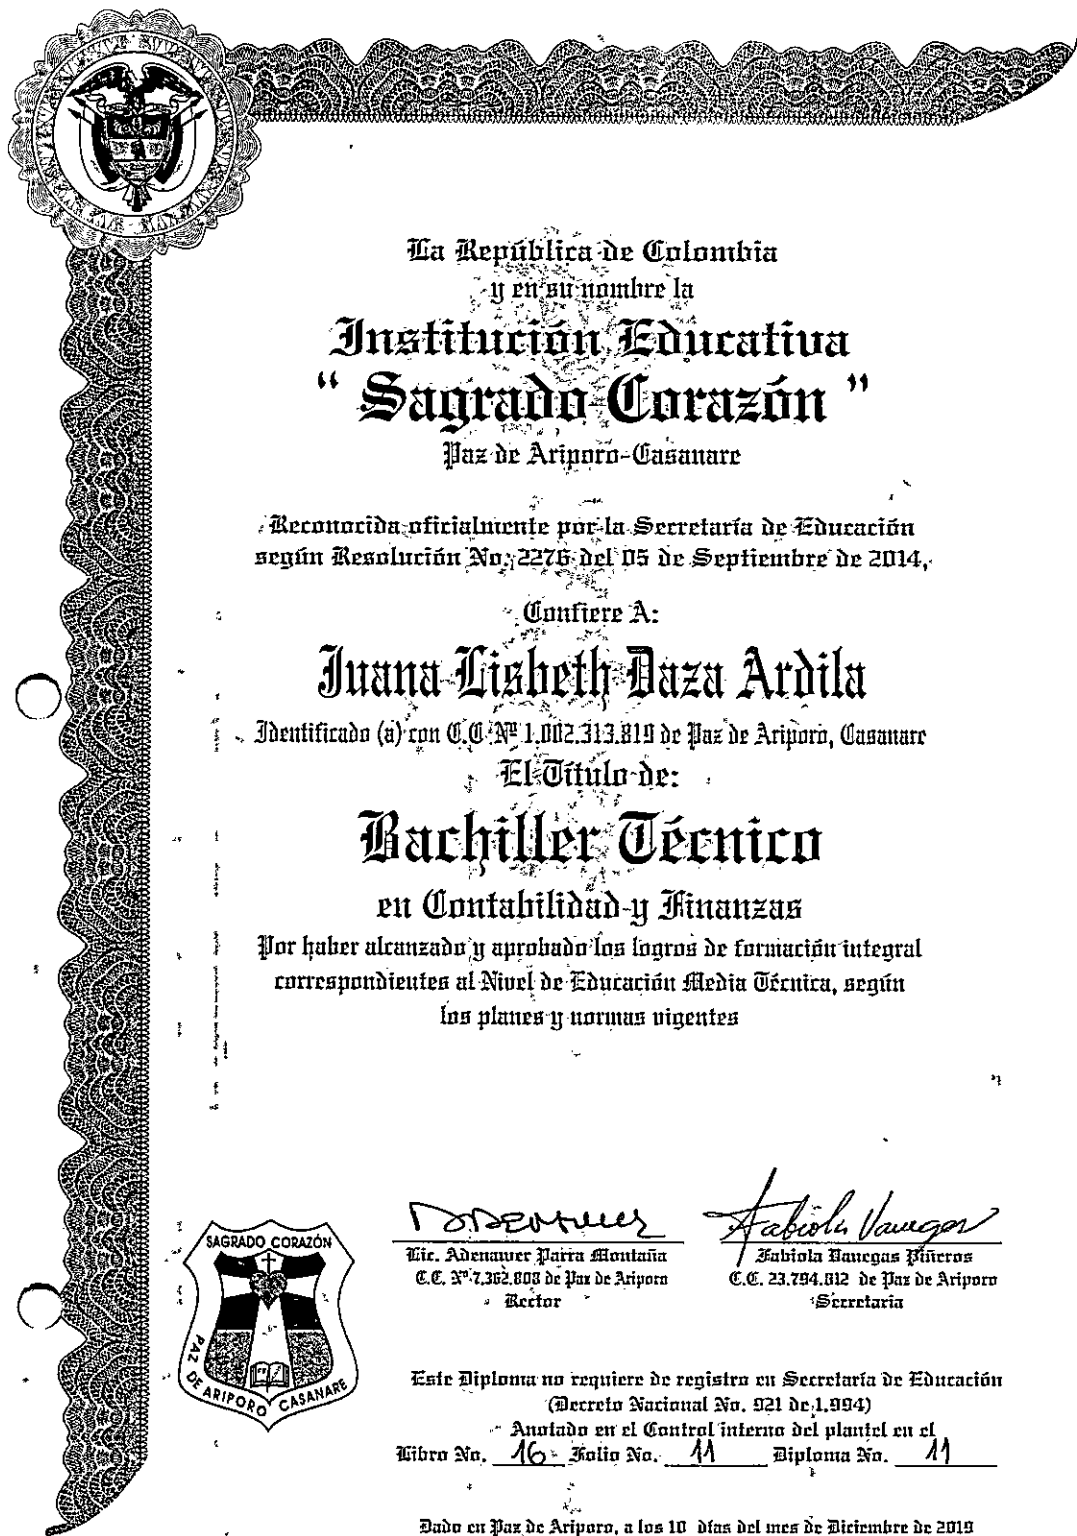 La República de Colombia
y en su nombre la
Institución Educativa
“ Sagrado Corazón ”
Paz de Ariporo-Casanare
Reconocida oficialmente por la Secretaría de Educación
según Resolución No. 2276 del 05 de Septiembre de 2014,
Confiere A:
Juana Lisbeth Daza Ardila
Identificado (a) con C.C Nº 1.002.313.819 de Paz de Ariporo, Casanare
El Título de:
Bachiller Técnico
en Contabilidad y Finanzas
Por haber alcanzado y aprobado los logros de formación integral
correspondientes al Nivel de Educación Media Técnica, según
los planes y normas vigentes
SAGRADO CORAZÓN
PAZ DE ARIPORO CASANARE
Lic. Adenawer Parra Montaña
C.C. Nº 7.362.803 de Paz de Ariporo
Rector
Fabiola Vanegas
Fabiola Vanegas Piñeros
C.C. 23.794.812 de Paz de Ariporo
Secretaria
Este Diploma no requiere de registro en Secretaría de Educación
(Decreto Nacional No. 921 de 1.994)
Anotado en el Control interno del plantel en el
Libro No. 16 Folio No. 11 Diploma No. 11
Dado en Paz de Ariporo, a los 10 días del mes de Diciembre de 2019